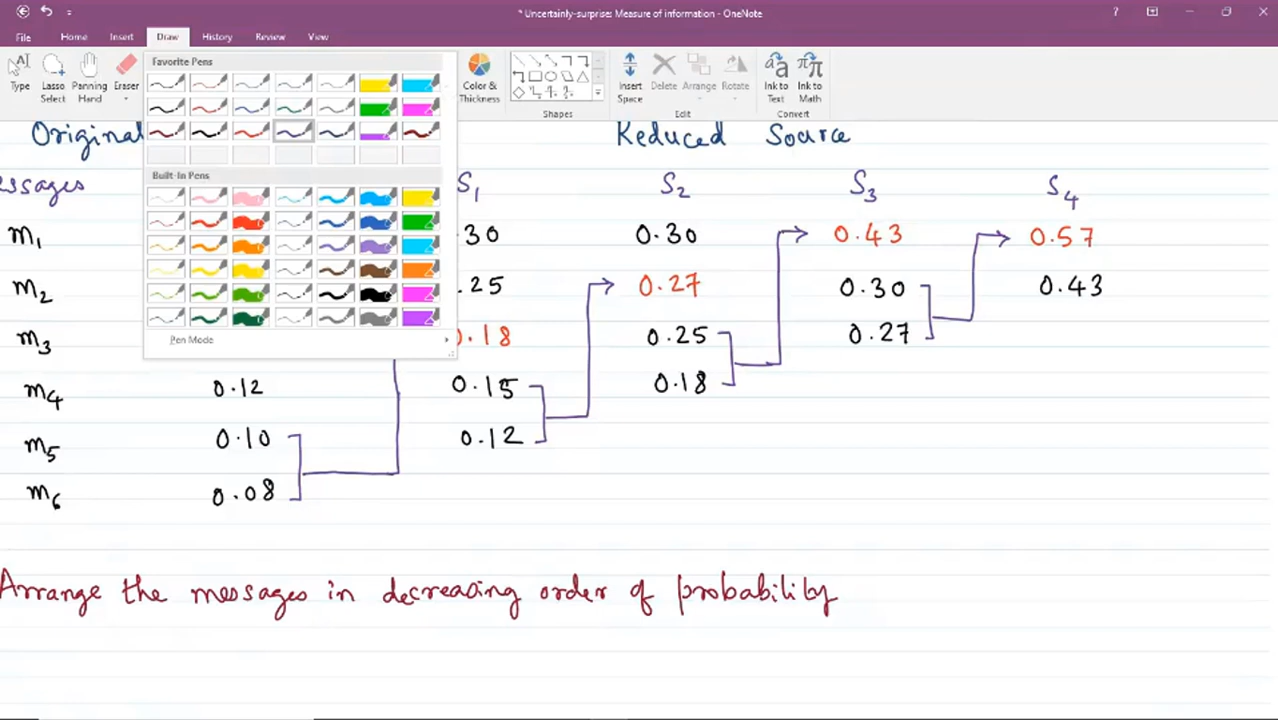 * Uncertainly-surprise: Measure of information - OneNote
File Home Insert Draw History Review View
Type Lasso Select Panning Hand Eraser
Favorite Pens
Built-In Pens
Pen Mode
Color & Thickness
Shapes
Insert Space Delete Arrange Rotate
Edit
Ink to Text Ink to Math
Convert
Original Reduced Source
essages S1 S2 S3 S4
m1 .30 0.30 0.43 0.57
m2 .25 0.27 0.30 0.43
m3 0.18 0.25 0.27
m4 0.12 0.15 0.18
m5 0.10 0.12
m6 0.08
Arrange the messages in decreasing order of probability